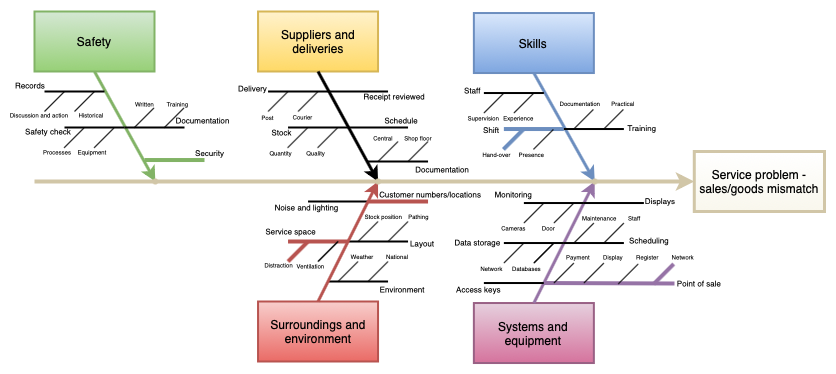 Safety
Suppliers and
deliveries
Skills
Records
Discussion and action
Historical
Written
Training
Safety check
Documentation
Processes
Equipment
Security
Delivery
Receipt reviewed
Post
Courier
Stock
Schedule
Central
Shop floor
Quantity
Quality
Documentation
Staff
Supervision
Experience
Documentation
Practical
Shift
Training
Hand-over
Presence
Service problem -
sales/goods mismatch
Customer numbers/locations
Noise and lighting
Stock position
Pathing
Service space
Layout
Distraction
Ventilation
Weather
National
Environment
Monitoring
Displays
Cameras
Door
Maintenance
Staff
Data storage
Scheduling
Network
Databases
Payment
Display
Register
Network
Access keys
Point of sale
Surroundings and
environment
Systems and
equipment